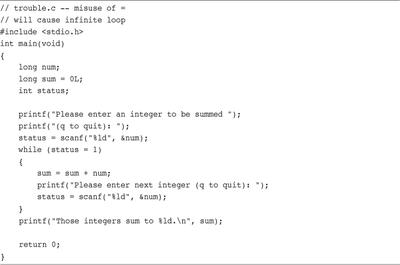 // trouble.c -- misuse of =
// will cause infinite loop
#include <stdio.h>
int main(void)
{
    long num;
    long sum = 0L;
    int status;

    printf("Please enter an integer to be summed ");
    printf("(q to quit): ");
    status = scanf("%ld", &num);
    while (status = 1)
    {
        sum = sum + num;
        printf("Please enter next integer (q to quit): ");
        status = scanf("%ld", &num);
    }
    printf("Those integers sum to %ld.\n", sum);

    return 0;
}